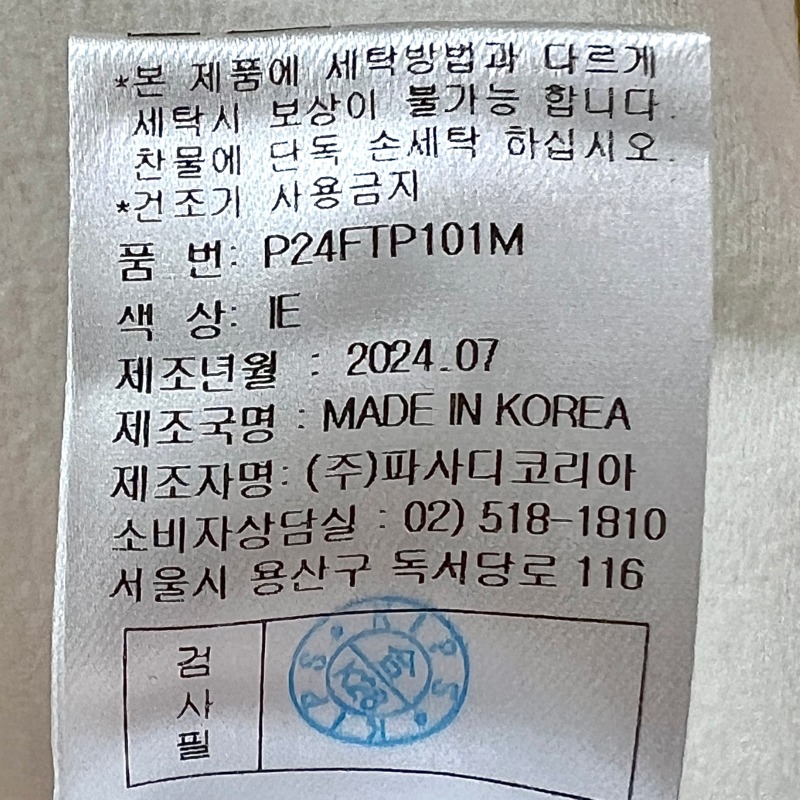 *본 제품에 세탁방법과 다르게
세탁시 보상이 불가능 합니다.
찬물에 단독 손세탁 하십시오.
*건조기 사용금지
품 번: P24FTP101M
색 상: IE
제조년월 : 2024.07
제조국명 : MADE IN KOREA
제조자명: (주)파사디코리아
소비자상담실 : 02) 518-1810
서울시 용산구 독서당로 116
검
사
필